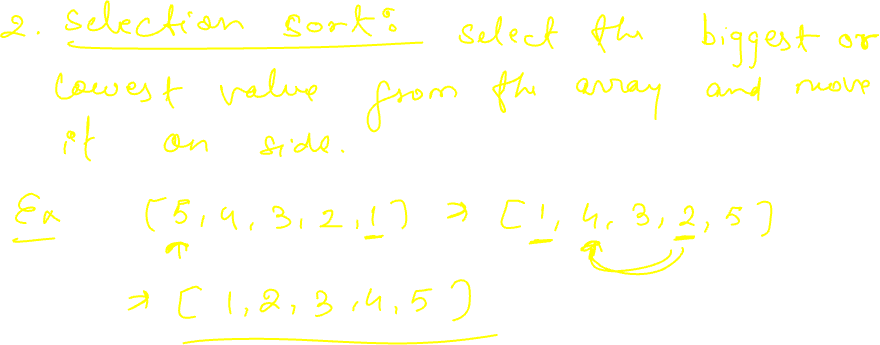 2. Selection Sort: select the biggest or
lowest value from the array and move
it on side.
Ex [5, 4, 3, 2, 1] ⇒ [1, 4, 3, 2, 5]
⇒ [1, 2, 3, 4, 5]